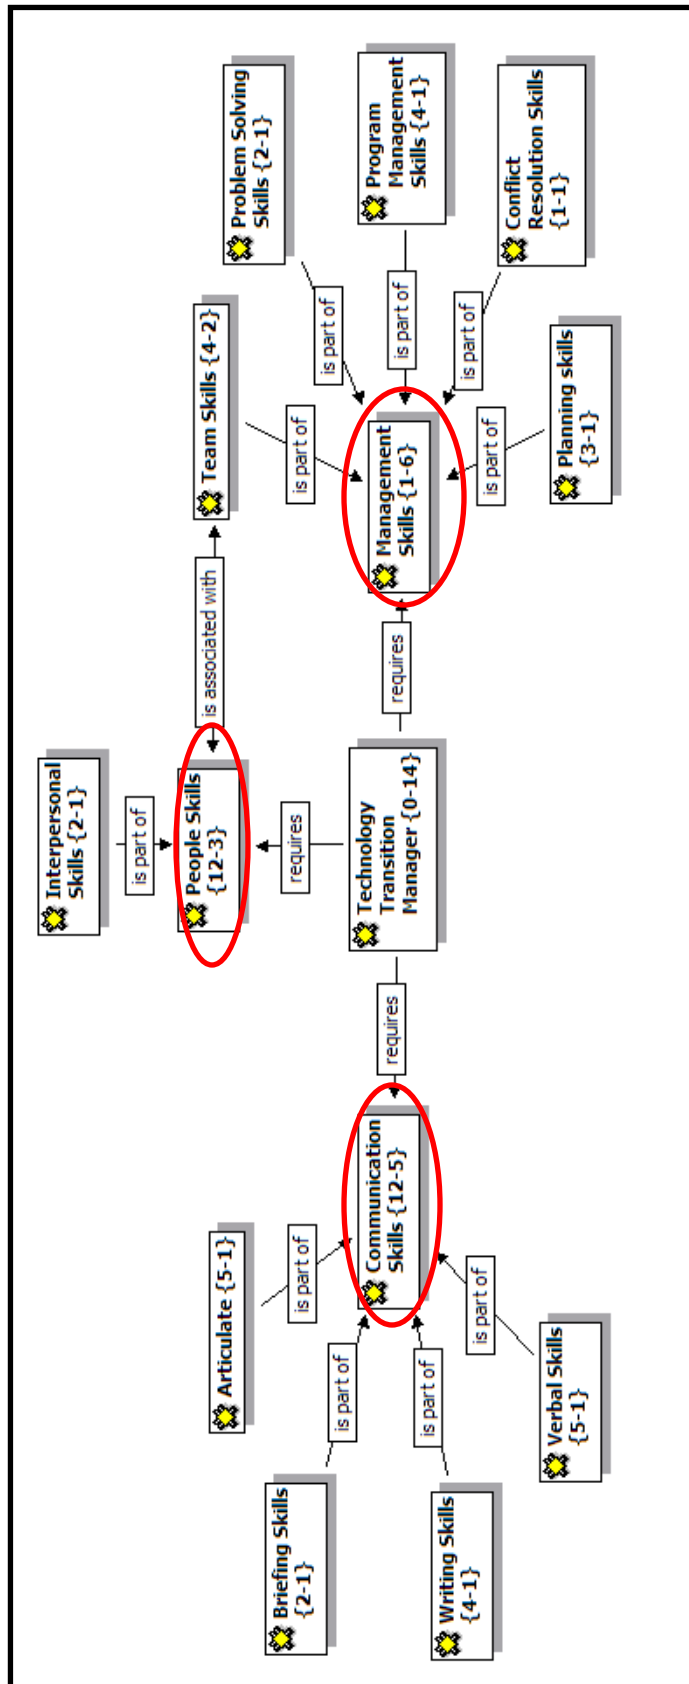 Interpersonal
Skills {2-1}
is part of
People Skills
{12-3}
is associated with
Team Skills {4-2}
Articulate {5-1}
Problem Solving
Skills {2-1}
Briefing Skills
{2-1}
is part of
is part of
requires
is part of
is part of
Communication
Skills {12-5}
requires
Technology
Transition
Manager {0-14}
requires
Management
Skills {1-6}
is part of
Program
Management
Skills {4-1}
is part of
is part of
is part of
is part of
Writing Skills
{4-1}
Verbal Skills
{5-1}
Planning skills
{3-1}
Conflict
Resolution Skills
{1-1}